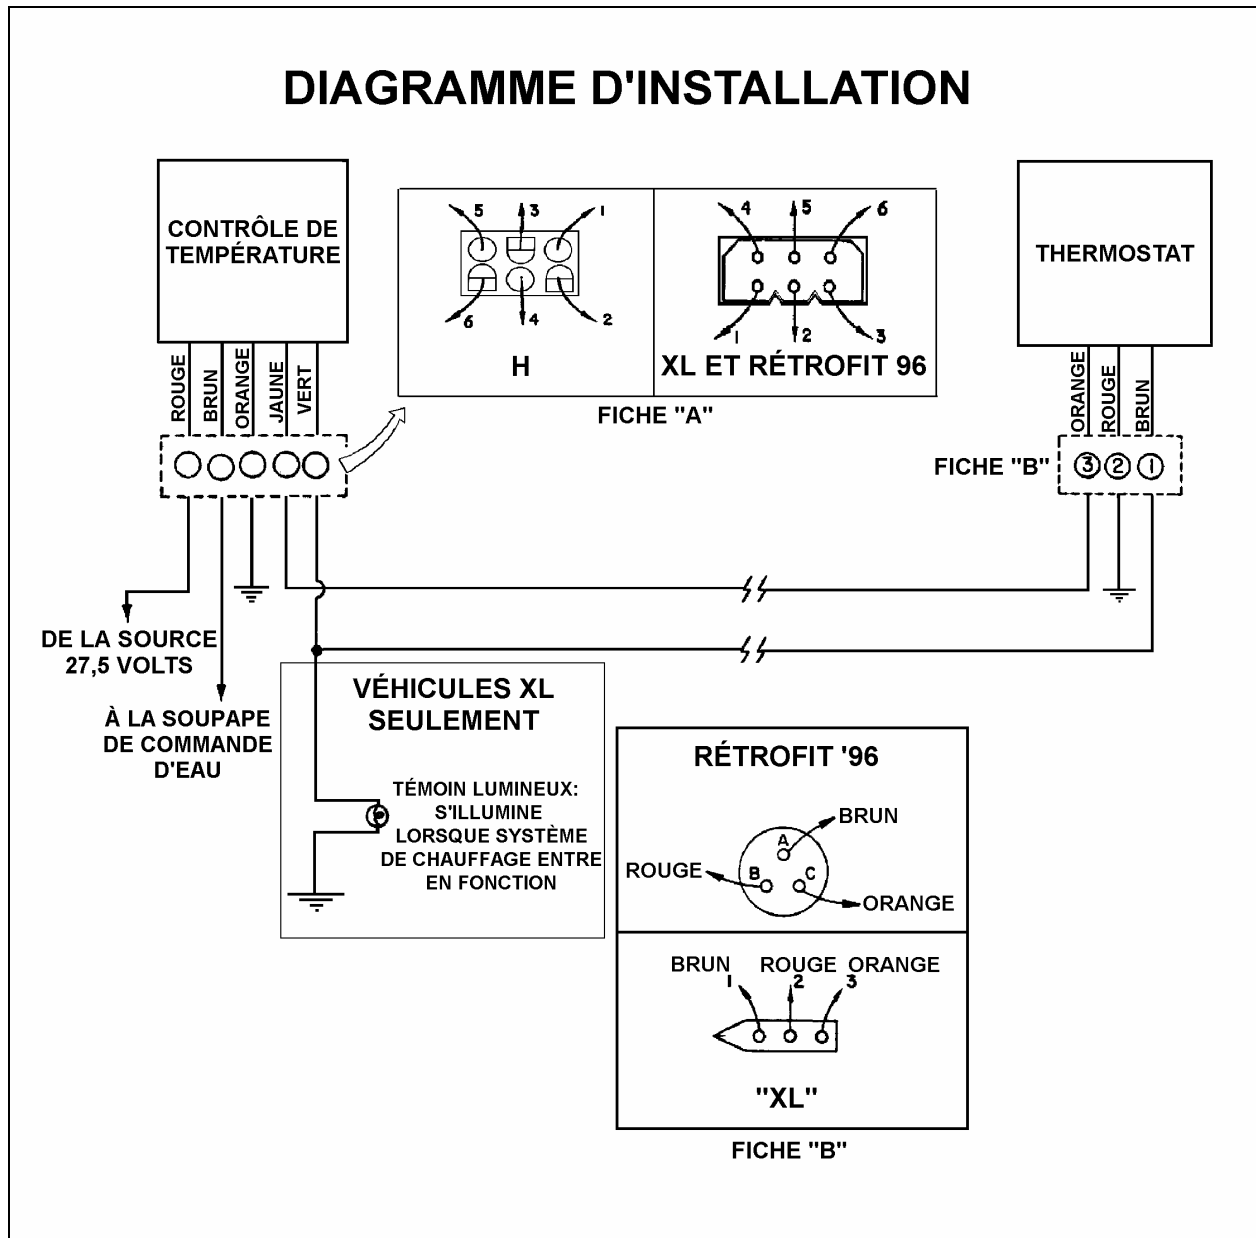 DIAGRAMME D'INSTALLATION
CONTRÔLE DE
TEMPÉRATURE
ROUGE
BRUN
ORANGE
JAUNE
VERT
5 3 1
6 4 2
H
4 5 6
1 2 3
XL ET RÉTROFIT 96
FICHE "A"
THERMOSTAT
ORANGE
ROUGE
BRUN
FICHE "B"
3 2 1
DE LA SOURCE
27,5 VOLTS
À LA SOUPAPE
DE COMMANDE
D'EAU
VÉHICULES XL
SEULEMENT
TÉMOIN LUMINEUX:
S'ILLUMINE
LORSQUE SYSTÈME
DE CHAUFFAGE ENTRE
EN FONCTION
RÉTROFIT '96
BRUN
A
ROUGE
B C
ORANGE
BRUN ROUGE ORANGE
1 2 3
"XL"
FICHE "B"